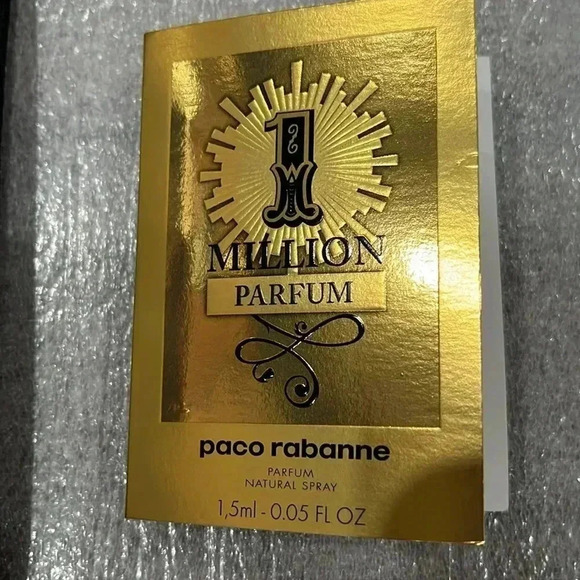 1
MILLION
PARFUM
paco rabanne
PARFUM
NATURAL SPRAY
1,5ml - 0.05 FL OZ